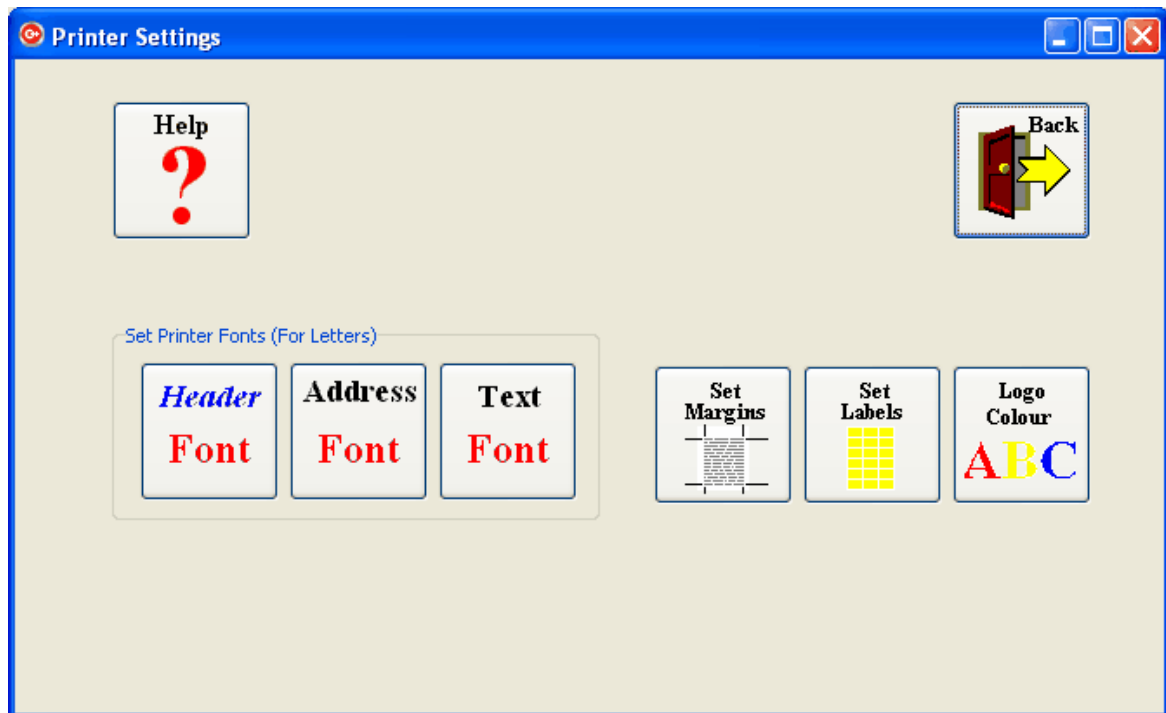 Printer Settings
Help
?
Back
Set Printer Fonts (For Letters)
Header
Font
Address
Font
Text
Font
Set
Margins
Set
Labels
Logo
Colour
ABC